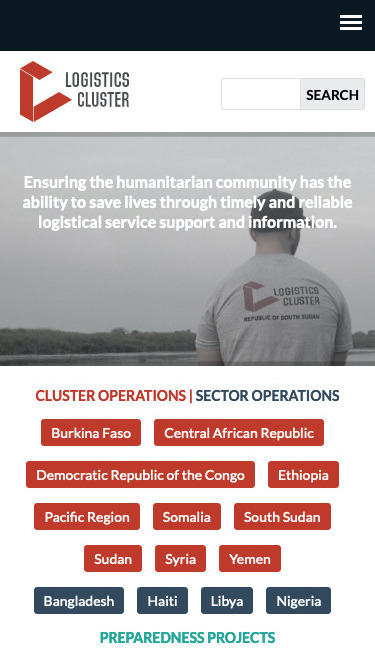 LOGISTICS
CLUSTER
SEARCH
Ensuring the humanitarian community has the
ability to save lives through timely and reliable
logistical service support and information.
LOGISTICS
CLUSTER
REPUBLIC OF SOUTH SUDAN
CLUSTER OPERATIONS | SECTOR OPERATIONS
Burkina Faso Central African Republic
Democratic Republic of the Congo Ethiopia
Pacific Region Somalia South Sudan
Sudan Syria Yemen
Bangladesh Haiti Libya Nigeria
PREPAREDNESS PROJECTS